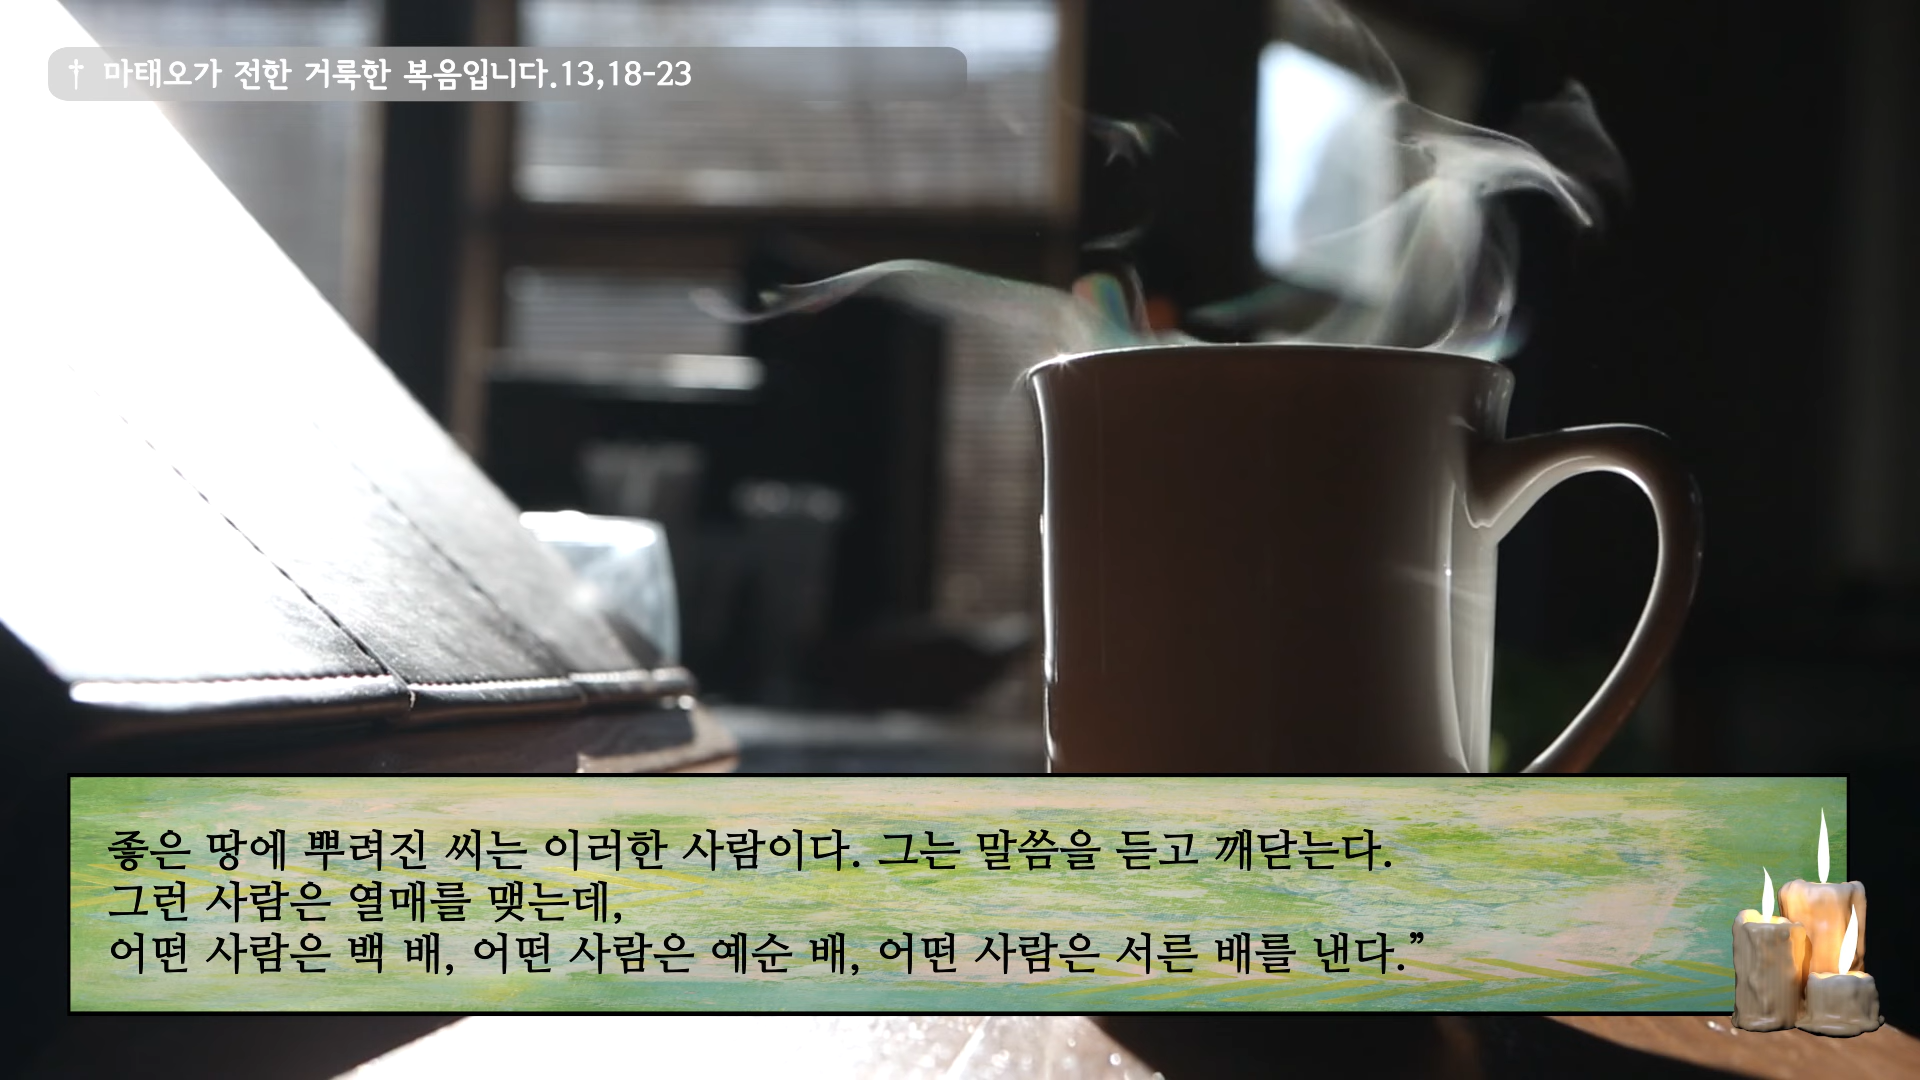 † 마태오가 전한 거룩한 복음입니다.13,18-23
좋은 땅에 뿌려진 씨는 이러한 사람이다. 그는 말씀을 듣고 깨닫는다.
그런 사람은 열매를 맺는데,
어떤 사람은 백 배, 어떤 사람은 예순 배, 어떤 사람은 서른 배를 낸다.”